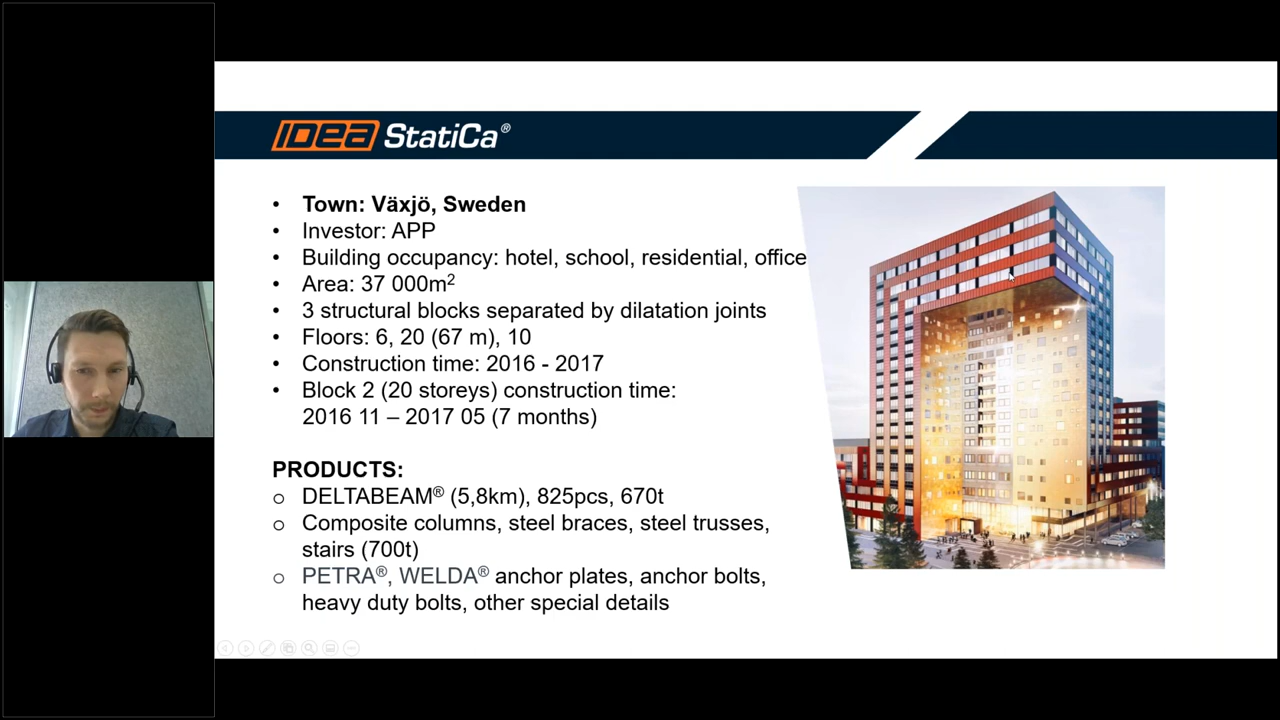 IDEA StatiCa®
• Town: Växjö, Sweden
• Investor: APP
• Building occupancy: hotel, school, residential, office
• Area: 37 000m²
• 3 structural blocks separated by dilatation joints
• Floors: 6, 20 (67 m), 10
• Construction time: 2016 - 2017
• Block 2 (20 storeys) construction time:
2016 11 – 2017 05 (7 months)
PRODUCTS:
o DELTABEAM® (5,8km), 825pcs, 670t
o Composite columns, steel braces, steel trusses,
stairs (700t)
o PETRA®, WELDA® anchor plates, anchor bolts,
heavy duty bolts, other special details